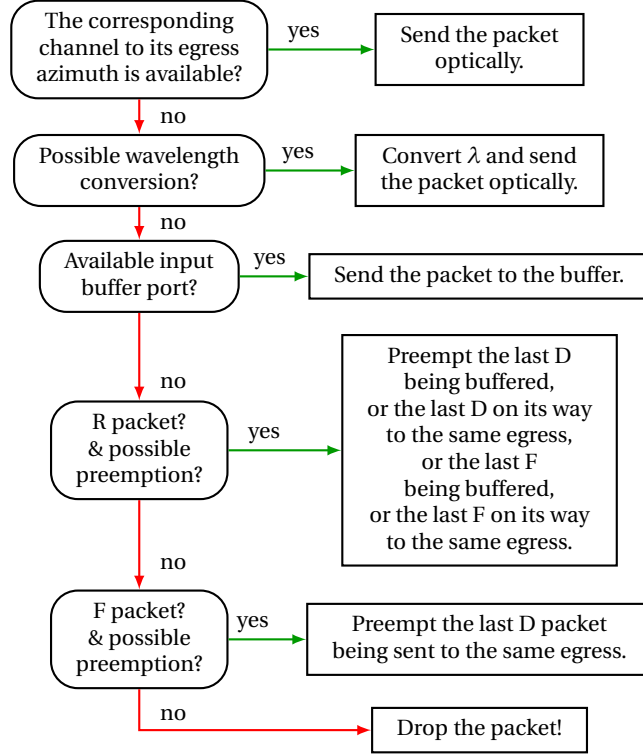 The corresponding
channel to its egress
azimuth is available?
yes
Send the packet
optically.
no
Possible wavelength
conversion?
yes
Convert λ and send
the packet optically.
no
Available input
buffer port?
yes
Send the packet to the buffer.
no
R packet?
& possible
preemption?
yes
Preempt the last D
being buffered,
or the last D on its way
to the same egress,
or the last F
being buffered,
or the last F on its way
to the same egress.
no
F packet?
& possible
preemption?
yes
Preempt the last D packet
being sent to the same egress.
no
Drop the packet!